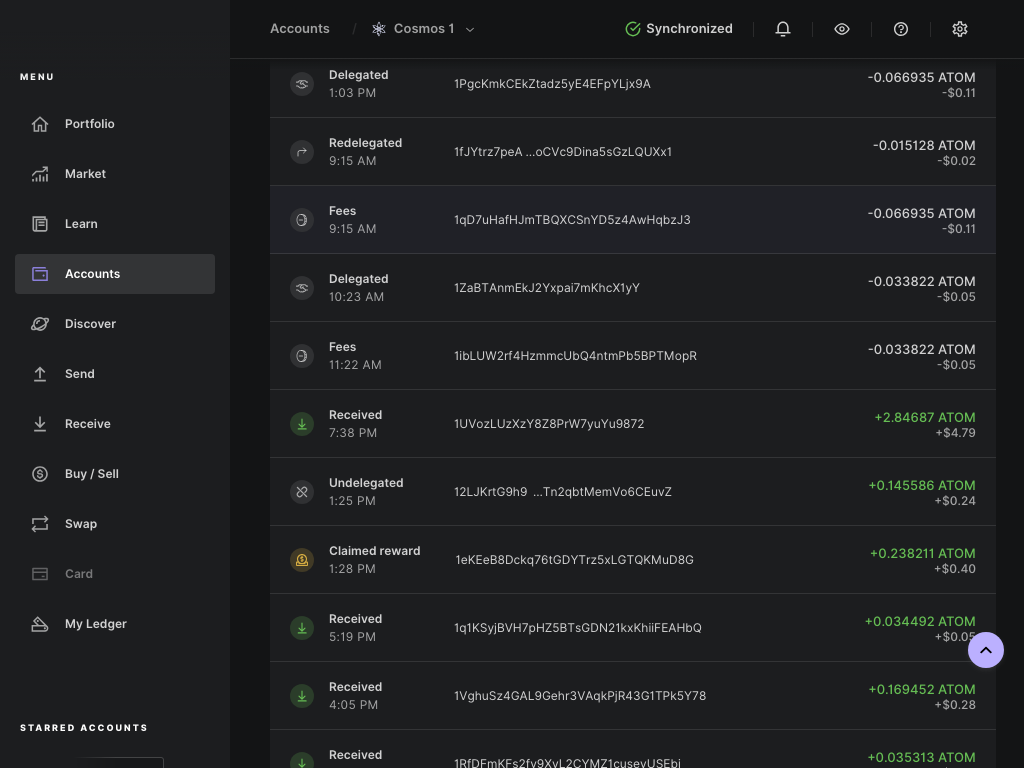 MENU
Portfolio
Market
Learn
Accounts
Discover
Send
Receive
Buy / Sell
Swap
Card
My Ledger
STARRED ACCOUNTS
Accounts / Cosmos 1
Synchronized
Delegated 1PgcKmkCEkZtadz5yE4EFpYLjx9A -0.066935 ATOM
1:03 PM -$0.11
Redelegated 1fJYtrz7peA ...oCVc9Dina5sGzLQUXx1 -0.015128 ATOM
9:15 AM -$0.02
Fees 1qD7uHafHJmTBQXCSnYD5z4AwHqbzJ3 -0.066935 ATOM
9:15 AM -$0.11
Delegated 1ZaBTAnmEkJ2Yxpai7mKhcX1yY -0.033822 ATOM
10:23 AM -$0.05
Fees 1ibLUW2rf4HzmmcUbQ4ntmPb5BPTMopR -0.033822 ATOM
11:22 AM -$0.05
Received 1UVozLUzXzY8Z8PrW7yuYu9872 +2.84687 ATOM
7:38 PM +$4.79
Undelegated 12LJKrtG9h9 ...Tn2qbtMemVo6CEuvZ +0.145586 ATOM
1:25 PM +$0.24
Claimed reward 1eKEeB8Dckq76tGDYTrz5xLGTQKMuD8G +0.238211 ATOM
1:28 PM +$0.40
Received 1q1KSyjBVH7pHZ5BTsGDN21kxKhiiFEAHbQ +0.034492 ATOM
5:19 PM +$0.05
Received 1VghuSz4GAL9Gehr3VAqkPjR43G1TPk5Y78 +0.169452 ATOM
4:05 PM +$0.28
Received 1RfDFmKFs2fy9XvL2CYMZ1cusevUSEbj +0.035313 ATOM